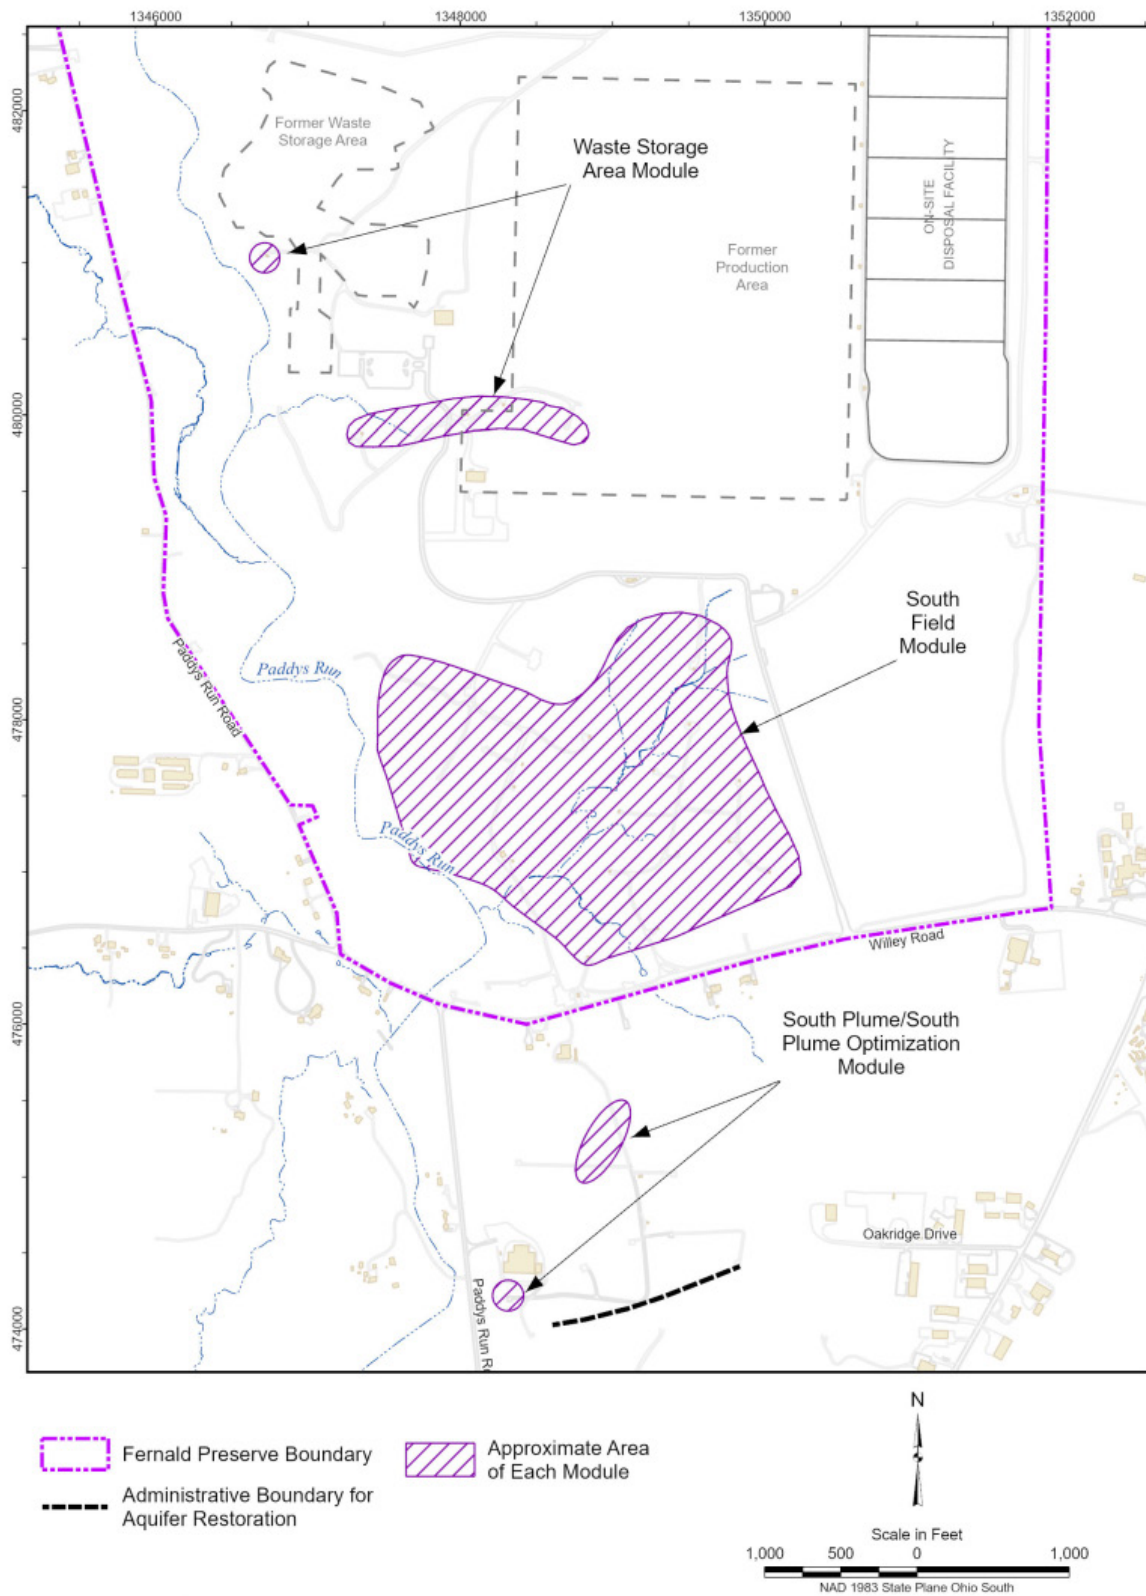 1346000
1348000
1350000
1352000
482000
480000
478000
476000
474000
Former Waste
Storage Area
Waste Storage
Area Module
Former
Production
Area
ON-SITE
DISPOSAL FACILITY
South
Field
Module
Paddys Run
Paddys Run Road
Paddys Run
Willey Road
South Plume/South
Plume Optimization
Module
Oakridge Drive
Paddys Run R
Fernald Preserve Boundary
Approximate Area
of Each Module
Administrative Boundary for
Aquifer Restoration
N
Scale in Feet
1,000
500
0
1,000
NAD 1983 State Plane Ohio South